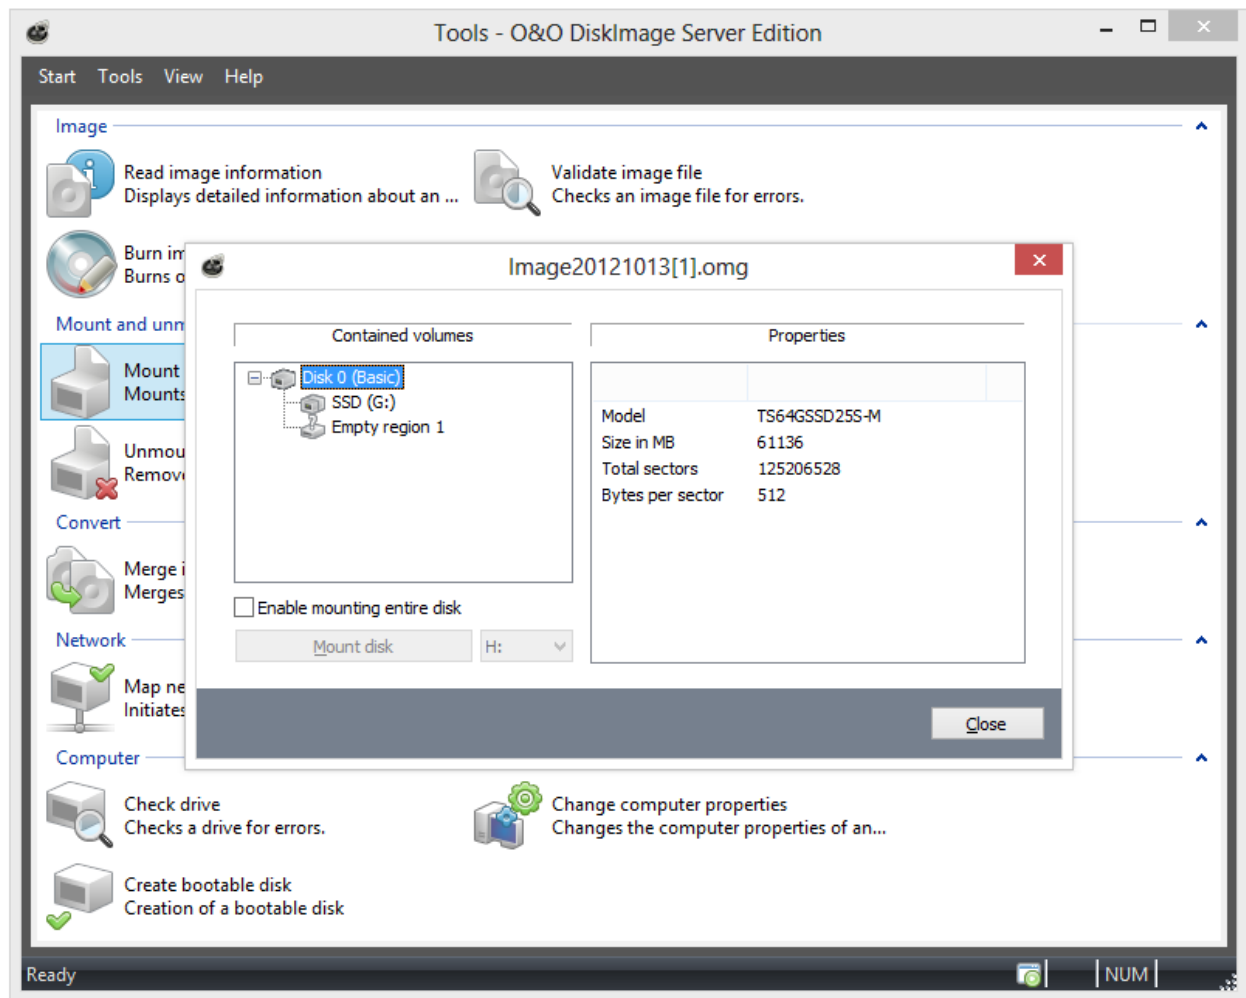 Tools - O&O DiskImage Server Edition
Start Tools View Help
Image
Read image information
Displays detailed information about an ...
Validate image file
Checks an image file for errors.
Burn im
Burns o
Image20121013[1].omg
Mount and unm
Contained volumes
Properties
Mount
Mounts
Disk 0 (Basic)
SSD (G:)
Empty region 1
Model TS64GSSD25S-M
Size in MB 61136
Total sectors 125206528
Bytes per sector 512
Unmou
Remov
Convert
Merge i
Merges
Enable mounting entire disk
Mount disk H:
Network
Map ne
Initiates
Close
Computer
Check drive
Checks a drive for errors.
Change computer properties
Changes the computer properties of an...
Create bootable disk
Creation of a bootable disk
Ready NUM